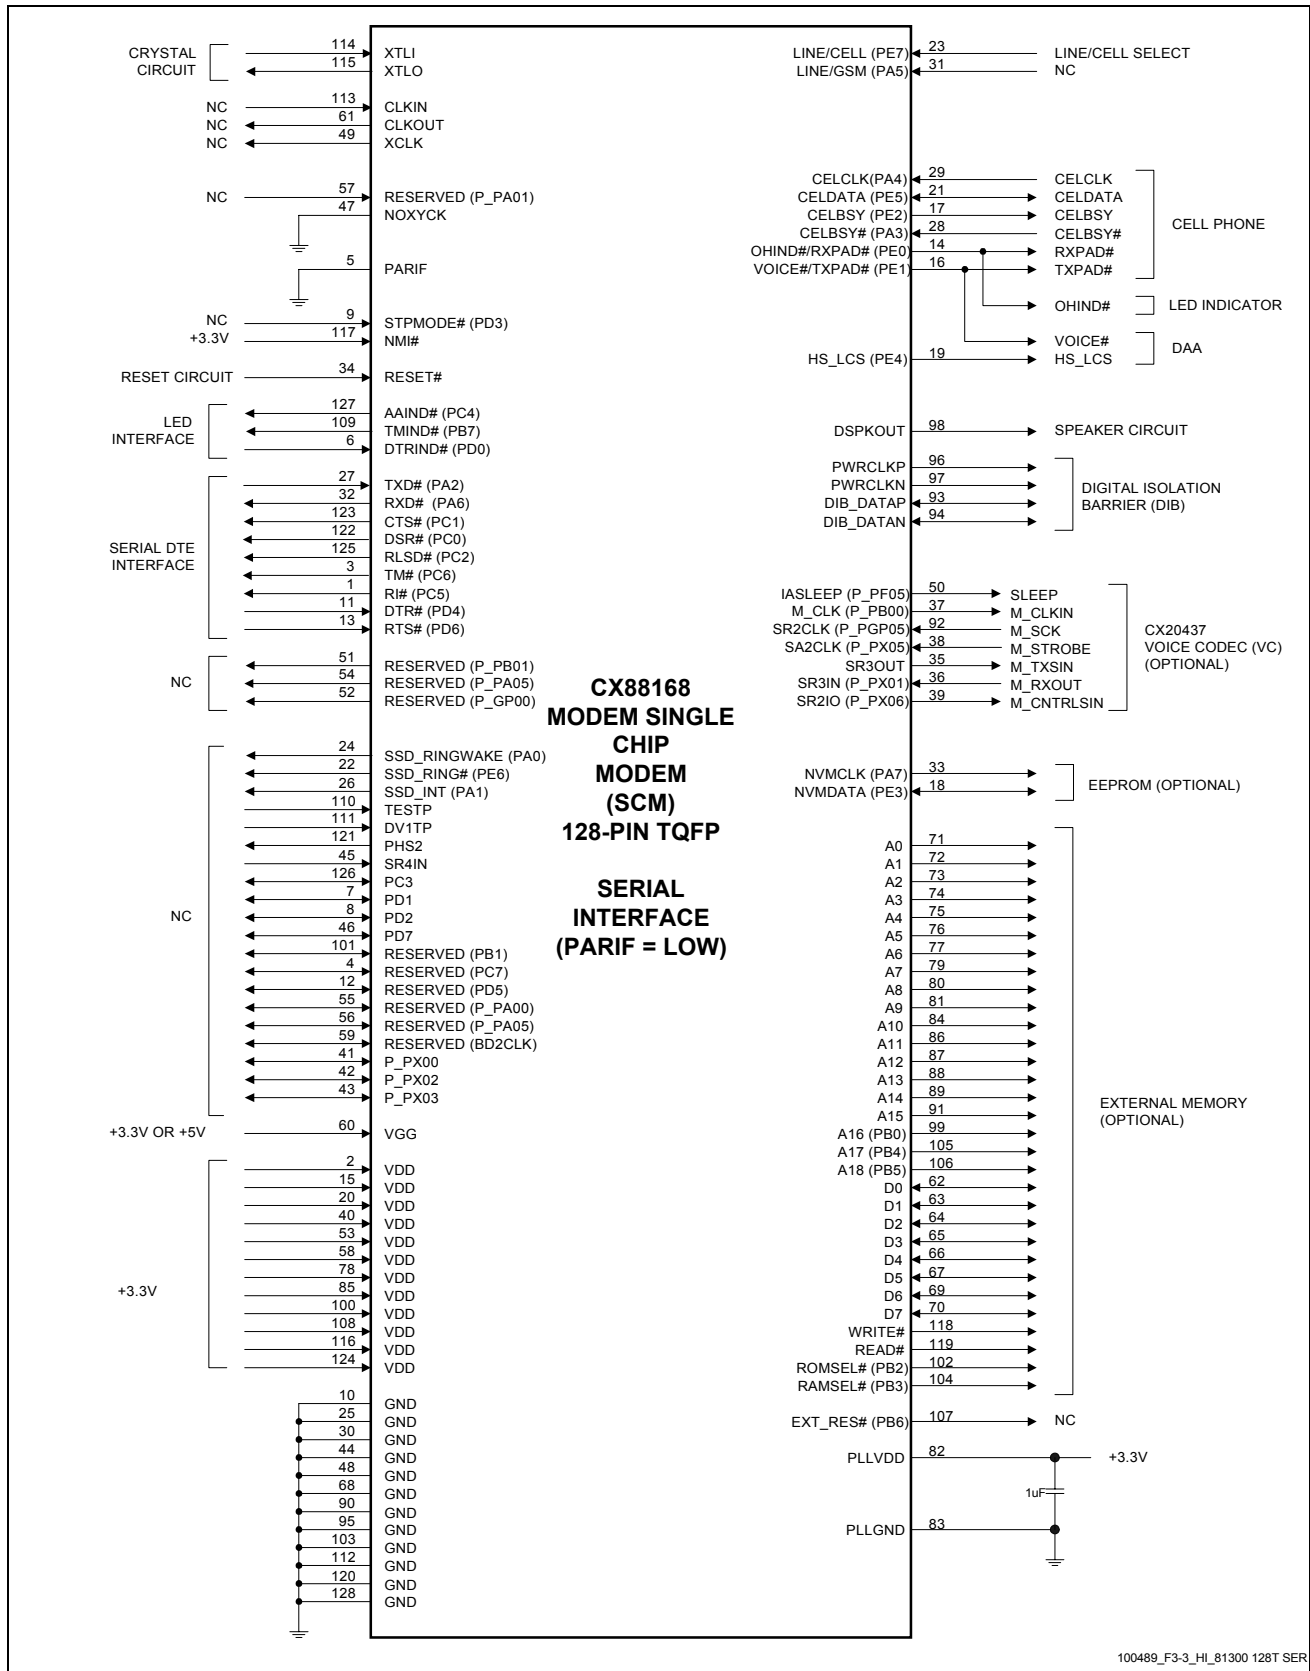 CRYSTAL
CIRCUIT
114 XTLI
115 XTLO
NC 113 CLKIN
NC 61 CLKOUT
NC 49 XCLK
NC 57 RESERVED (P_PA01)
47 NOXYCK
5 PARIF
NC 9 STPMODE# (PD3)
+3.3V 117 NMI#
RESET CIRCUIT 34 RESET#
LED
INTERFACE
127 AAIND# (PC4)
109 TMIND# (PB7)
6 DTRIND# (PD0)
SERIAL DTE
INTERFACE
27 TXD# (PA2)
32 RXD# (PA6)
123 CTS# (PC1)
122 DSR# (PC0)
125 RLSD# (PC2)
3 TM# (PC6)
1 RI# (PC5)
11 DTR# (PD4)
13 RTS# (PD6)
NC
51 RESERVED (P_PB01)
54 RESERVED (P_PA05)
52 RESERVED (P_GP00)
NC
24 SSD_RINGWAKE (PA0)
22 SSD_RING# (PE6)
26 SSD_INT (PA1)
110 TESTP
111 DV1TP
121 PHS2
45 SR4IN
126 PC3
7 PD1
8 PD2
46 PD7
101 RESERVED (PB1)
4 RESERVED (PC7)
12 RESERVED (PD5)
55 RESERVED (P_PA00)
56 RESERVED (P_PA05)
59 RESERVED (BD2CLK)
41 P_PX00
42 P_PX02
43 P_PX03
+3.3V OR +5V 60 VGG
+3.3V
2 VDD
15 VDD
20 VDD
40 VDD
53 VDD
58 VDD
78 VDD
85 VDD
100 VDD
108 VDD
116 VDD
124 VDD
10 GND
25 GND
30 GND
44 GND
48 GND
68 GND
90 GND
95 GND
103 GND
112 GND
120 GND
128 GND
CX88168
MODEM SINGLE
CHIP
MODEM
(SCM)
128-PIN TQFP
SERIAL
INTERFACE
(PARIF = LOW)
LINE/CELL (PE7) 23 LINE/CELL SELECT
LINE/GSM (PA5) 31 NC
CELCLK(PA4) 29 CELCLK
CELDATA (PE5) 21 CELDATA
CELBSY (PE2) 17 CELBSY
CELBSY# (PA3) 28 CELBSY#
OHIND#/RXPAD# (PE0) 14 RXPAD#
VOICE#/TXPAD# (PE1) 16 TXPAD#
CELL PHONE
OHIND# LED INDICATOR
VOICE#
HS_LCS (PE4) 19 HS_LCS
DAA
DSPKOUT 98 SPEAKER CIRCUIT
PWRCLKP 96
PWRCLKN 97
DIB_DATAP 93
DIB_DATAN 94
DIGITAL ISOLATION
BARRIER (DIB)
IASLEEP (P_PF05) 50 SLEEP
M_CLK (P_PB00) 37 M_CLKIN
SR2CLK (P_PGP05) 92 M_SCK
SA2CLK (P_PX05) 38 M_STROBE
SR3OUT 35 M_TXSIN
SR3IN (P_PX01) 36 M_RXOUT
SR2IO (P_PX06) 39 M_CNTRLSIN
CX20437
VOICE CODEC (VC)
(OPTIONAL)
NVMCLK (PA7) 33
NVMDATA (PE3) 18
EEPROM (OPTIONAL)
A0 71
A1 72
A2 73
A3 74
A4 75
A5 76
A6 77
A7 79
A8 80
A9 81
A10 84
A11 86
A12 87
A13 88
A14 89
A15 91
A16 (PB0) 99
A17 (PB4) 105
A18 (PB5) 106
D0 62
D1 63
D2 64
D3 65
D4 66
D5 67
D6 69
D7 70
WRITE# 118
READ# 119
ROMSEL# (PB2) 102
RAMSEL# (PB3) 104
EXTERNAL MEMORY
(OPTIONAL)
EXT_RES# (PB6) 107 NC
PLLVDD 82 +3.3V
1uF
PLLGND 83
100489_F3-3_HI_81300 128T SER